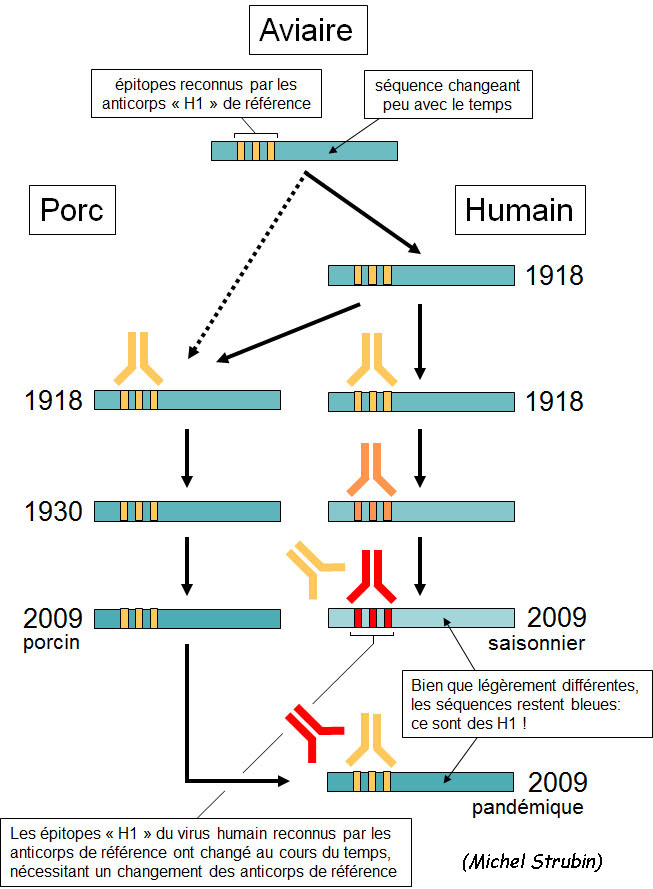 Aviaire
épitopes reconnus par les
anticorps « H1 » de référence
séquence changeant
peu avec le temps
Porc
Humain
1918
1918
1918
1930
2009
porcin
2009
saisonnier
Bien que légèrement différentes,
les séquences restent bleues:
ce sont des H1 !
2009
pandémique
Les épitopes « H1 » du virus humain reconnus par les
anticorps de référence ont changé au cours du temps,
nécessitant un changement des anticorps de référence
(Michel Strubin)